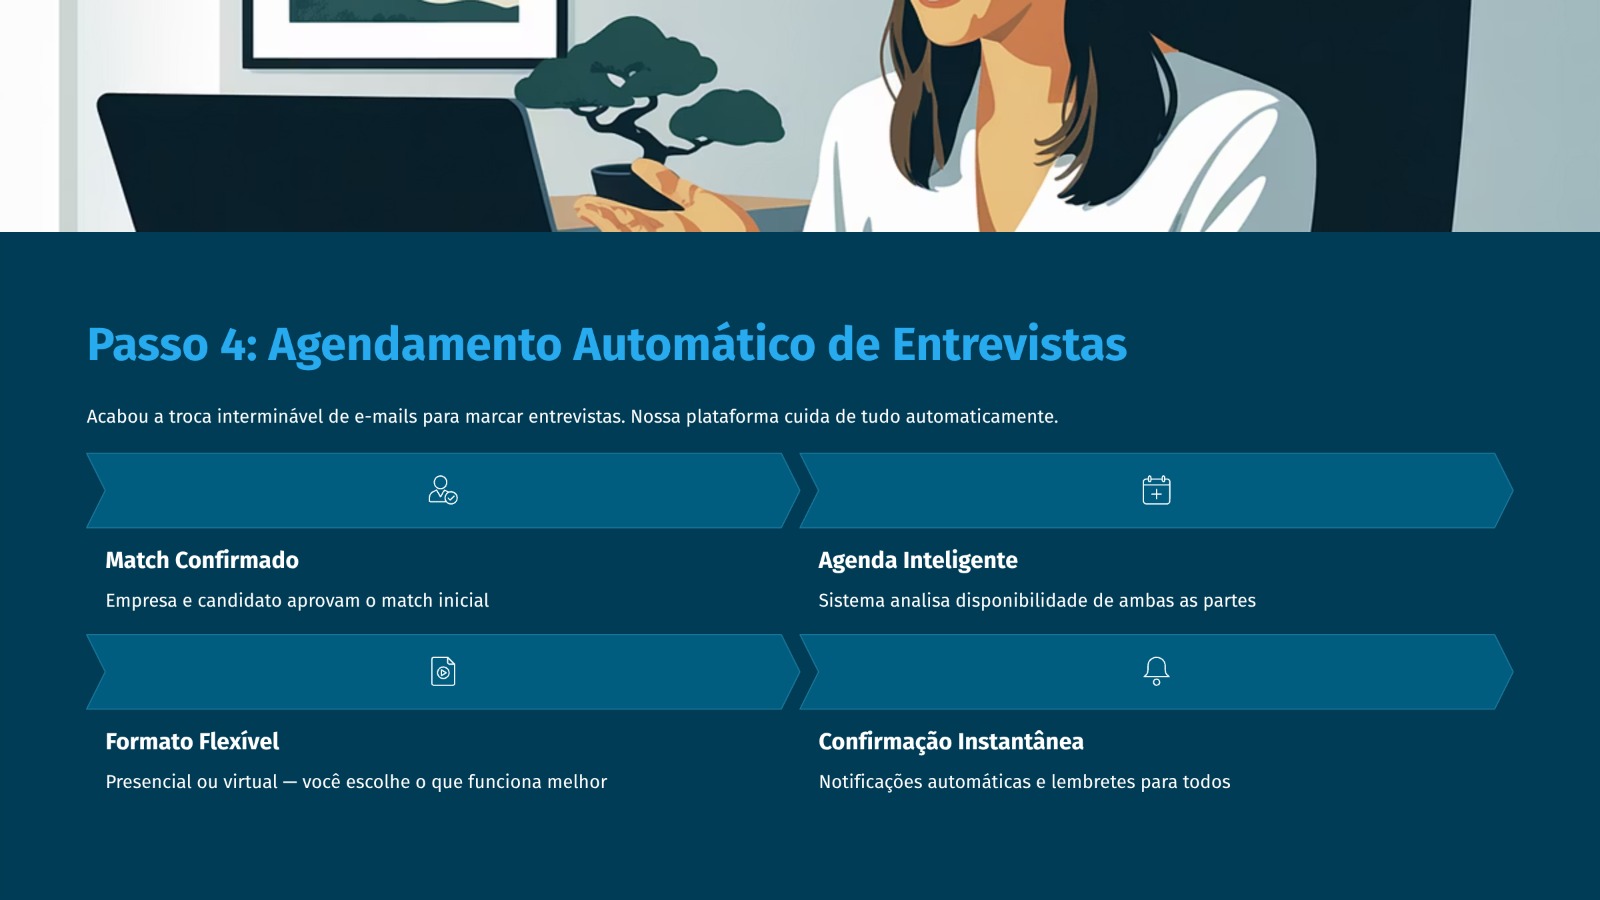 Passo 4: Agendamento Automático de Entrevistas
Acabou a troca interminável de e-mails para marcar entrevistas. Nossa plataforma cuida de tudo automaticamente.
Match Confirmado
Empresa e candidato aprovam o match inicial
Agenda Inteligente
Sistema analisa disponibilidade de ambas as partes
Formato Flexível
Presencial ou virtual — você escolhe o que funciona melhor
Confirmação Instantânea
Notificações automáticas e lembretes para todos